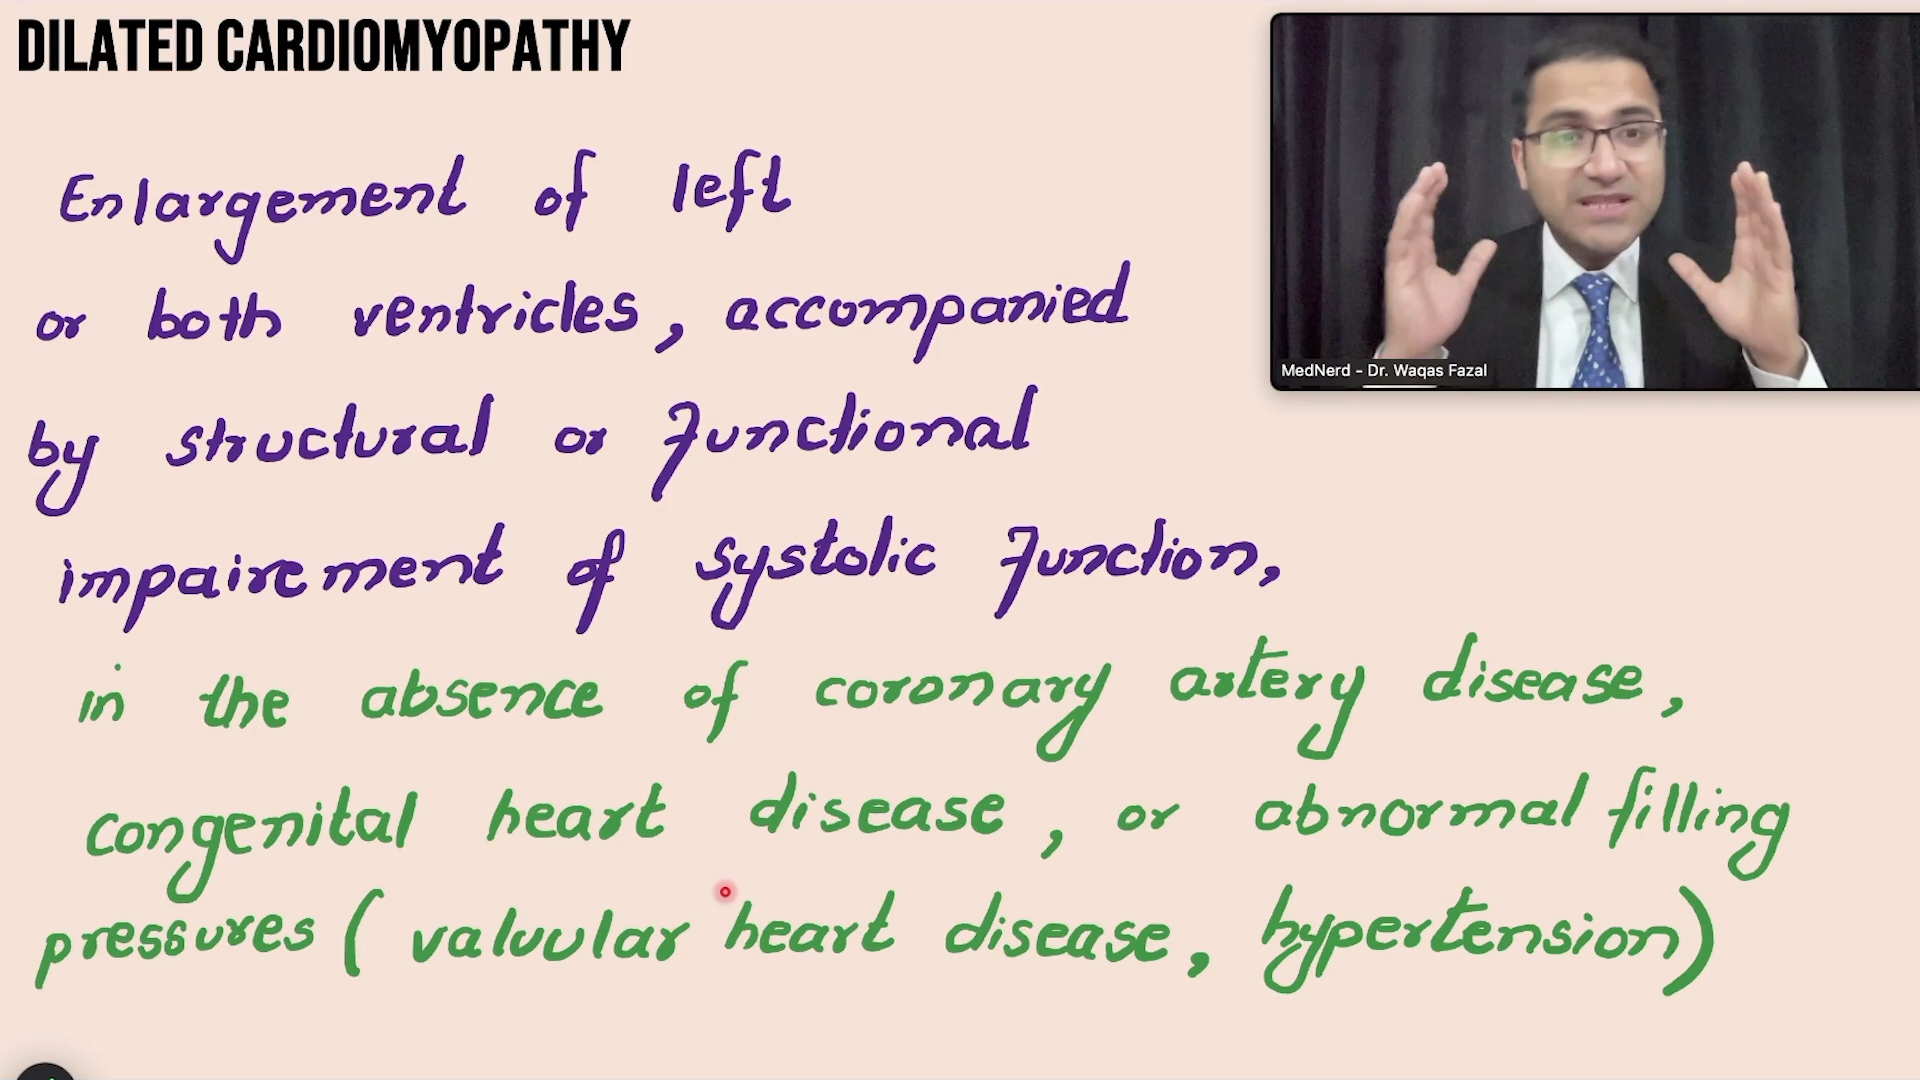 DILATED CARDIOMYOPATHY
Enlargement of left
or both ventricles, accompanied
by structural or functional
impairement of systolic function,
in the absence of coronary artery disease,
congenital heart disease, or abnormal filling
pressures (valvular heart disease, hypertension)
MedNerd - Dr. Waqas Fazal